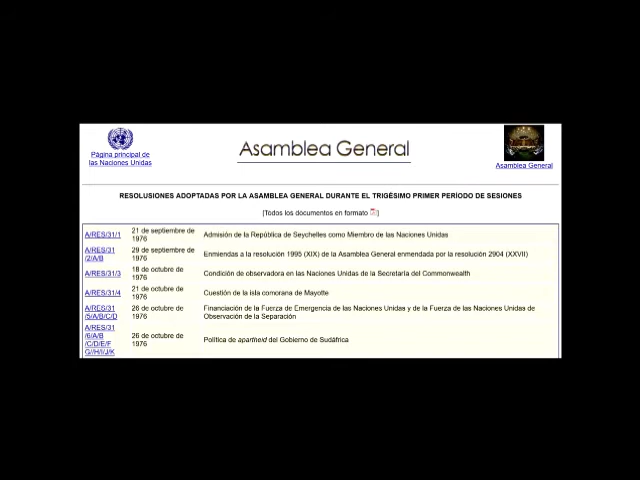 Asamblea General
Página principal de
las Naciones Unidas
Asamblea General
RESOLUSIONES ADOPTADAS POR LA ASAMBLEA GENERAL DURANTE EL TRIGÉSIMO PRIMER PERÍODO DE SESIONES
[Todos los documentos en formato ]
A/RES/31/1 21 de septiembre de 1976 Admisión de la República de Seychelles como Miembro de las Naciones Unidas
A/RES/31/2/A/B 29 de septiembre de 1976 Enmiendas a la resolución 1995 (XIX) de la Asamblea General enmendada por la resolución 2904 (XXVII)
A/RES/31/3 18 de octubre de 1976 Condición de observadora en las Naciones Unidas de la Secretaría del Commonwealth
A/RES/31/4 21 de octubre de 1976 Cuestión de la isla comorana de Mayotte
A/RES/31/5/A/B/C/D 26 de octubre de 1976 Financiación de la Fuerza de Emergencia de las Naciones Unidas y de la Fuerza de las Naciones Unidas de Observación de la Separación
A/RES/31/6/A/B/C/D/E/F G//H/I/J/K 26 de octubre de 1976 Política de apartheid del Gobierno de Sudáfrica